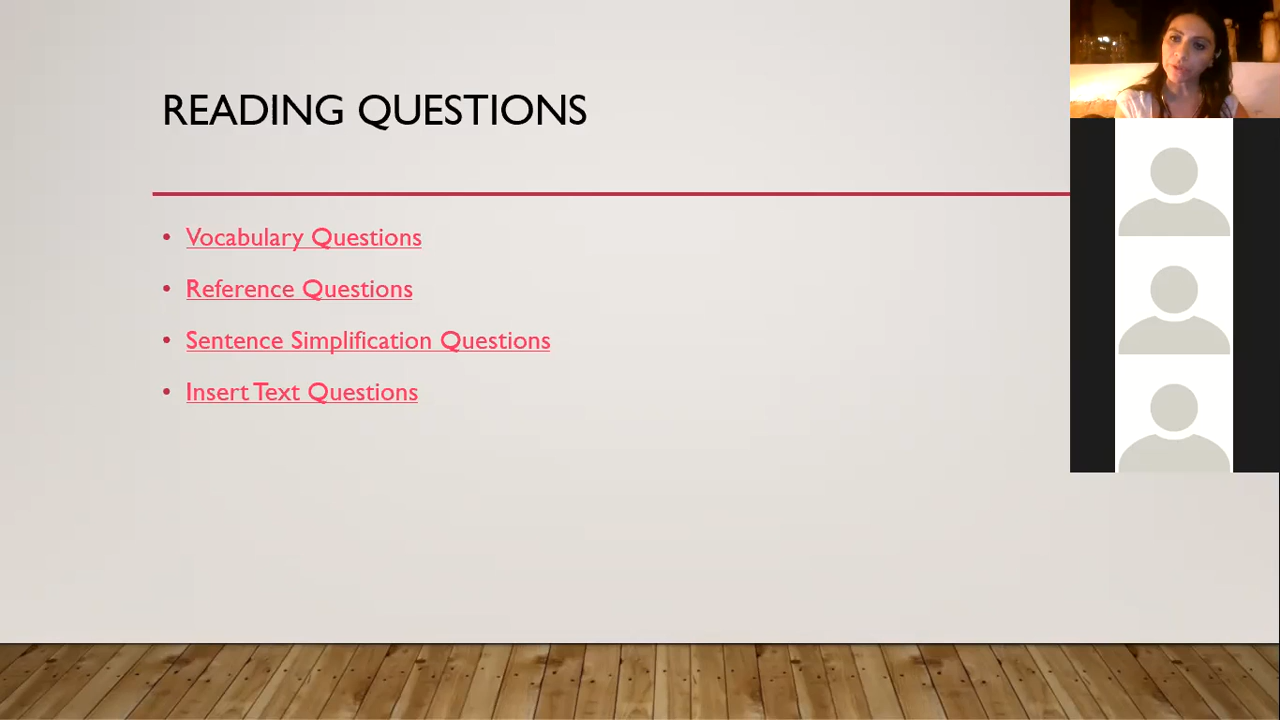 READING QUESTIONS
• Vocabulary Questions
• Reference Questions
• Sentence Simplification Questions
• Insert Text Questions